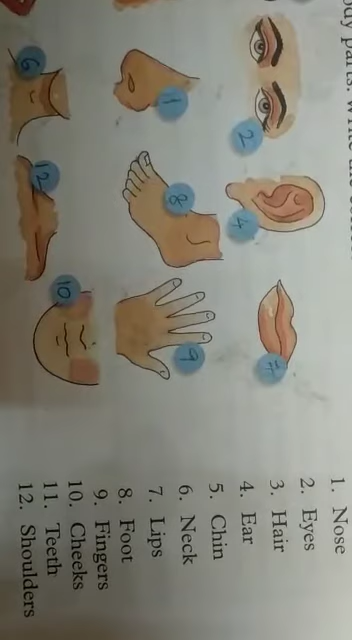 1. Nose
2. Eyes
3. Hair
4. Ear
5. Chin
6. Neck
7. Lips
8. Foot
9. Fingers
10. Cheeks
11. Teeth
12. Shoulders
2
1
6
4
8
12
7
9
10